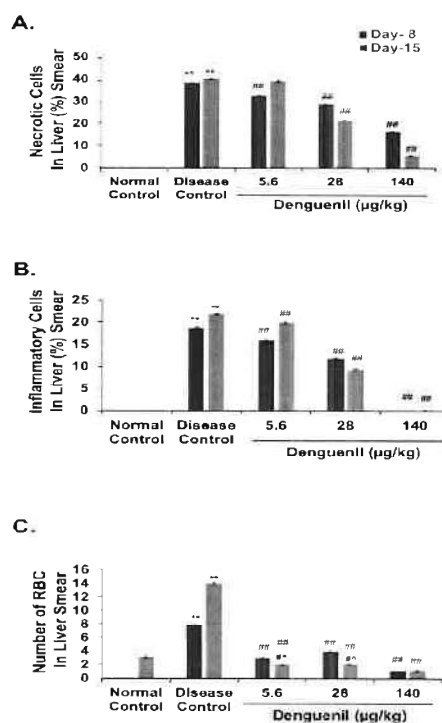 A.
Day- 8
Day-15
Necrotic Cells
In Liver (%) Smear
50
40
30
20
10
0
** **
##
## ##
## ##
Normal Control
Disease Control
5.6 28 140
Denguenil (µg/kg)
B.
Inflammatory Cells
In Liver (%) Smear
25
20
15
10
5
0
** **
## ##
## ##
## ##
Normal Control
Disease Control
5.6 28 140
Denguenil (µg/kg)
C.
Number of RBC
In Liver Smear
16
14
12
10
8
6
4
2
0
** **
## ##
## ##
## ##
Normal Control
Disease Control
5.6 28 140
Denguenil (µg/kg)